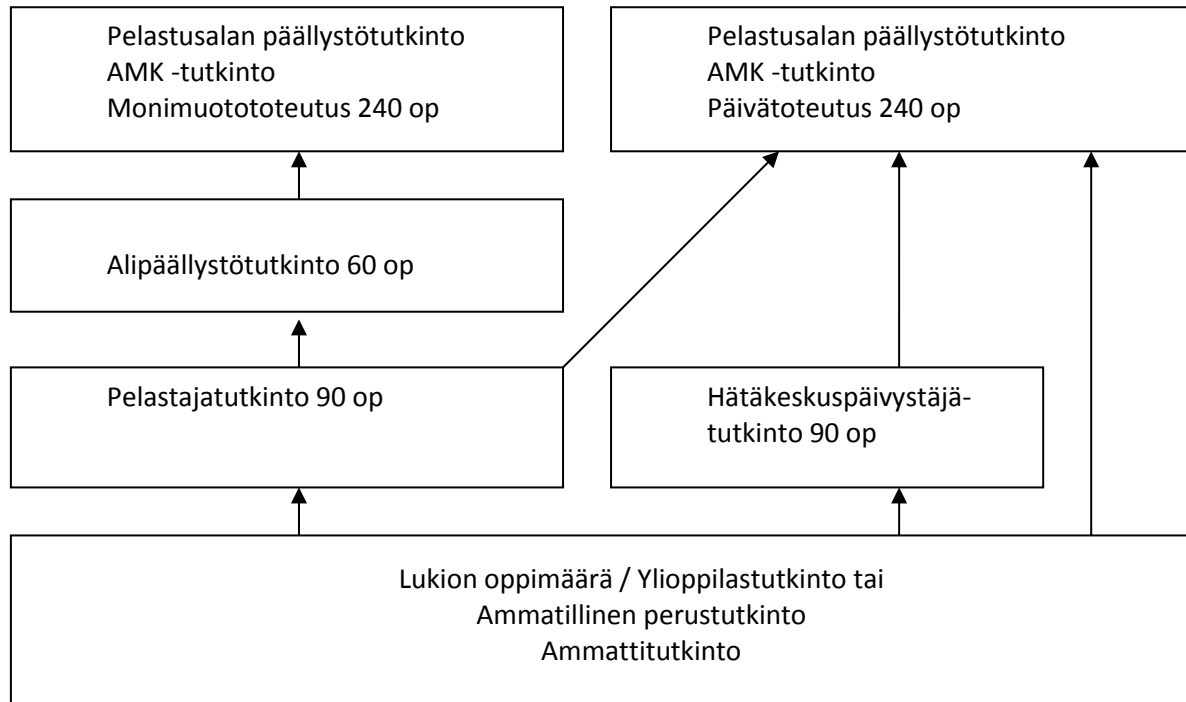 Pelastusalan päällystötutkinto
AMK -tutkinto
Monimuotototeutus 240 op
Pelastusalan päällystötutkinto
AMK -tutkinto
Päivätoteutus 240 op
Alipäällystötutkinto 60 op
Pelastajatutkinto 90 op
Hätäkeskuspäivystäjä-
tutkinto 90 op
Lukion oppimäärä / Ylioppilastutkinto tai
Ammatillinen perustutkinto
Ammattitutkinto